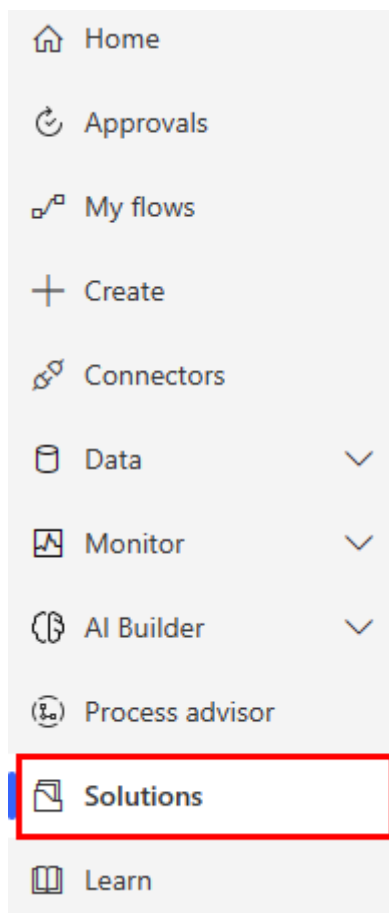 Home
Approvals
My flows
Create
Connectors
Data
Monitor
AI Builder
Process advisor
Solutions
Learn